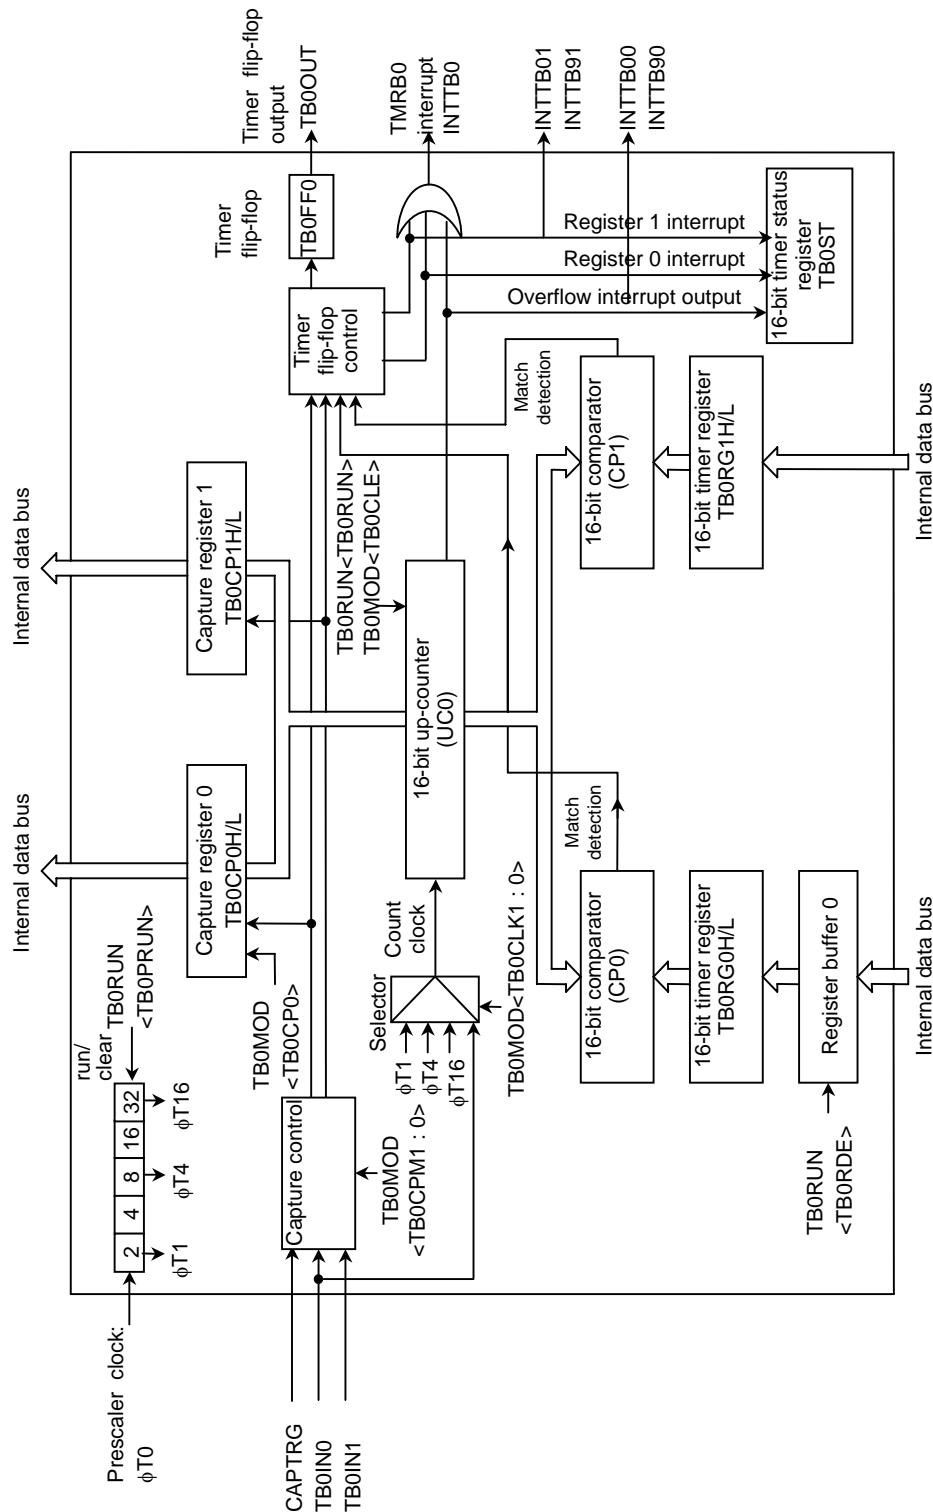 Prescaler clock:
φT0
2
4
8
16
32
φT1
φT4
φT16
run/
clear
TB0RUN
<TB0PRUN>
Internal data bus
Internal data bus
Capture register 0
TB0CP0H/L
Capture register 1
TB0CP1H/L
TB0MOD
<TB0CP0>
CAPTRG
TB0IN0
TB0IN1
Capture control
TB0MOD
<TB0CPM1 : 0>
Selector
φT1
φT4
φT16
TB0MOD<TB0CLK1 : 0>
Count
clock
16-bit up-counter
(UC0)
TB0RUN<TB0RUN>
TB0MOD<TB0CLE>
Timer
flip-flop
control
Timer
flip-flop
TB0FF0
Timer flip-flop
output
TB0OUT
TMRB0
interrupt
INTTB0
INTTB01
INTTB91
INTTB00
INTTB90
Register 1 interrupt
Register 0 interrupt
Overflow interrupt output
16-bit timer status
register
TB0ST
Match
detection
Match
detection
16-bit comparator
(CP0)
16-bit comparator
(CP1)
16-bit timer register
TB0RG0H/L
16-bit timer register
TB0RG1H/L
Register buffer 0
TB0RUN
<TB0RDE>
Internal data bus
Internal data bus